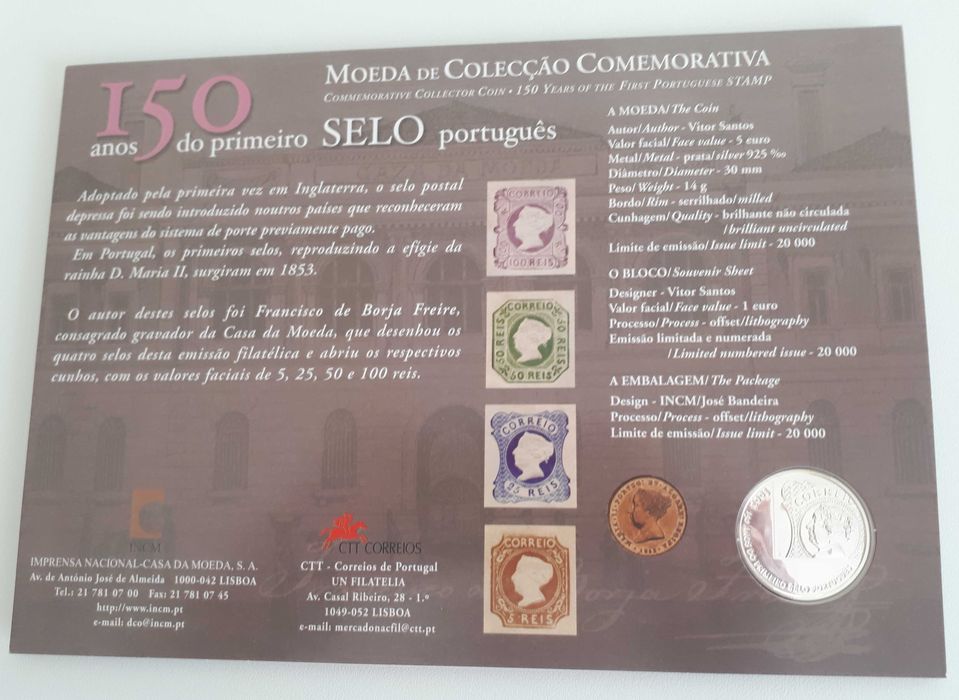 150
anos do primeiro SELO português
MOEDA DE COLECÇÃO COMEMORATIVA
COMMEMORATIVE COLLECTOR COIN • 150 YEARS OF THE FIRST PORTUGUESE STAMP
Adoptado pela primeira vez em Inglaterra, o selo postal
depressa foi sendo introduzido noutros países que reconheceram
as vantagens do sistema de porte previamente pago.
Em Portugal, os primeiros selos, reproduzindo a efígie da
rainha D. Maria II, surgiram em 1853.
O autor destes selos foi Francisco de Borja Freire,
consagrado gravador da Casa da Moeda, que desenhou os
quatro selos desta emissão filatélica e abriu os respectivos
cunhos, com os valores faciais de 5, 25, 50 e 100 reis.
INCM
IMPRENSA NACIONAL-CASA DA MOEDA, S. A.
Av. de António José de Almeida 1000-042 LISBOA
Tel.: 21 781 07 00 Fax: 21 781 07 45
http://www.incm.pt
e-mail: dco@incm.pt
CTT CORREIOS
CTT - Correios de Portugal
UN FILATELIA
Av. Casal Ribeiro, 28 - 1.º
1049-052 LISBOA
e-mail: mercadonacfil@ctt.pt
CORREIO
100 REIS
CORREIO
50 REIS
50 REIS
50 REIS
CORREIO
25 REIS
CORREIO
5 REIS
A MOEDA/The Coin
Autor/Author - Vitor Santos
Valor facial/Face value - 5 euro
Metal/Metal - prata/silver 925 ‰
Diâmetro/Diameter - 30 mm
Peso/Weight - 14 g
Bordo/Rim - serrilhado/milled
Cunhagem/Quality - brilhante não circulada
/brilliant uncirculated
Limite de emissão/Issue limit - 20 000
O BLOCO/Souvenir Sheet
Designer - Vitor Santos
Valor facial/Face value - 1 euro
Processo/Process - offset/lithography
Emissão limitada e numerada
/Limited numbered issue - 20 000
A EMBALAGEM/The Package
Design - INCM/José Bandeira
Processo/Process - offset/lithography
Limite de emissão/Issue limit - 20 000
CORREIO
150 ANOS DO PRIMEIRO SELO PORTUGUÊS